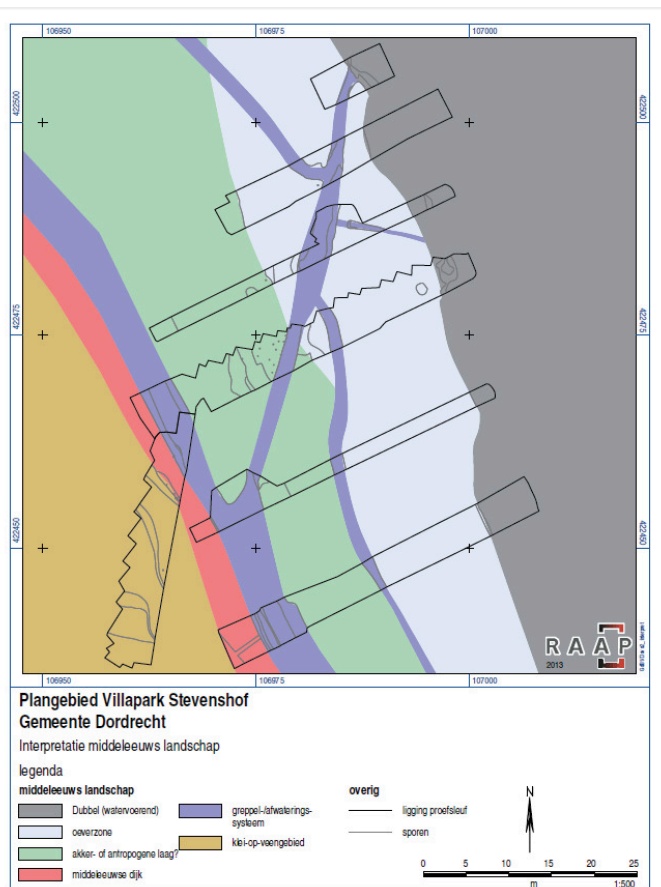 106950 106975 107000
422500 422500
422475 422475
422450 422450
RAAP
2013
106950 106975 107000
Plangebied Villapark Stevenshof
Gemeente Dordrecht
Interpretatie middeleeuws landschap
legenda
middeleeuws landschap
Dubbel (watervoerend)
oeverzone
akker- of antropogene laag?
middeleeuwse dijk
greppel-/afwaterings-
systeem
klei-op-veengebied
overig
ligging proefsleuf
sporen
N
0 5 10 15 20 25
m
1:500